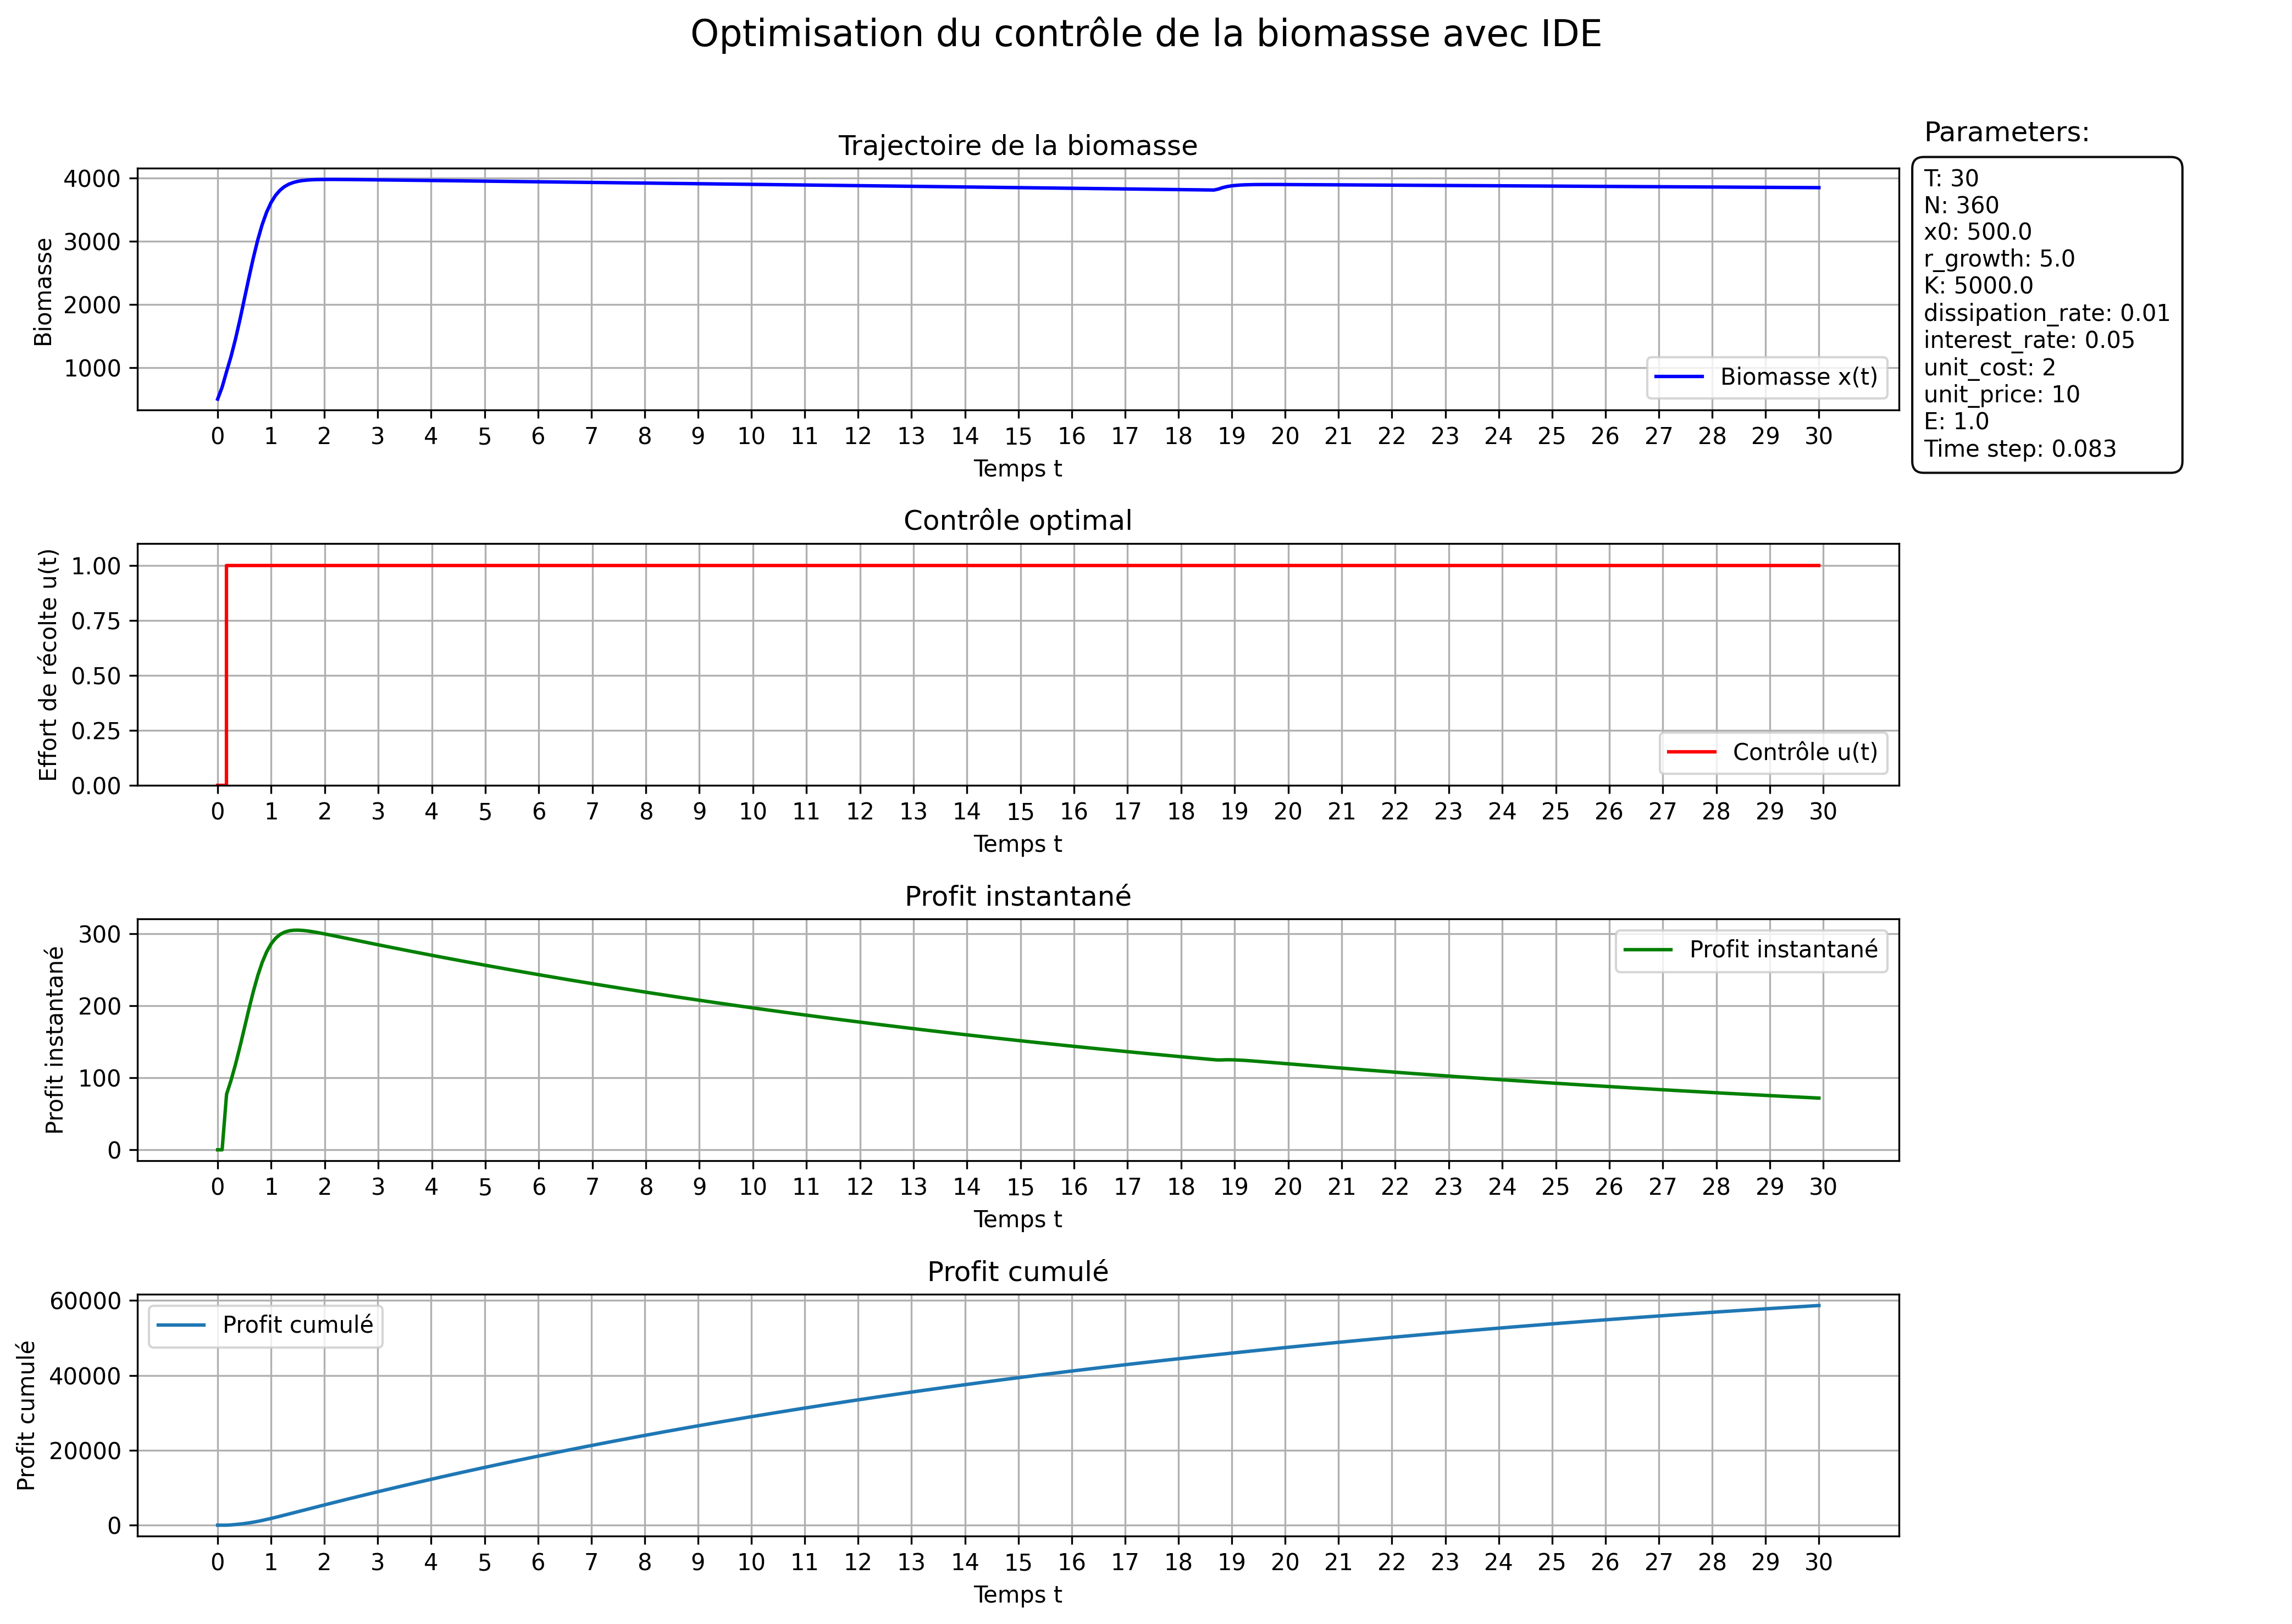 Optimisation du contrôle de la biomasse avec IDE
Trajectoire de la biomasse
Biomasse
4000
3000
2000
1000
Biomasse x(t)
0 1 2 3 4 5 6 7 8 9 10 11 12 13 14 15 16 17 18 19 20 21 22 23 24 25 26 27 28 29 30
Temps t
Parameters:
T: 30
N: 360
x0: 500.0
r_growth: 5.0
K: 5000.0
dissipation_rate: 0.01
interest_rate: 0.05
unit_cost: 2
unit_price: 10
E: 1.0
Time step: 0.083
Contrôle optimal
Effort de récolte u(t)
1.00
0.75
0.50
0.25
0.00
Contrôle u(t)
0 1 2 3 4 5 6 7 8 9 10 11 12 13 14 15 16 17 18 19 20 21 22 23 24 25 26 27 28 29 30
Temps t
Profit instantané
Profit instantané
300
200
100
0
Profit instantané
0 1 2 3 4 5 6 7 8 9 10 11 12 13 14 15 16 17 18 19 20 21 22 23 24 25 26 27 28 29 30
Temps t
Profit cumulé
Profit cumulé
60000
40000
20000
0
Profit cumulé
0 1 2 3 4 5 6 7 8 9 10 11 12 13 14 15 16 17 18 19 20 21 22 23 24 25 26 27 28 29 30
Temps t